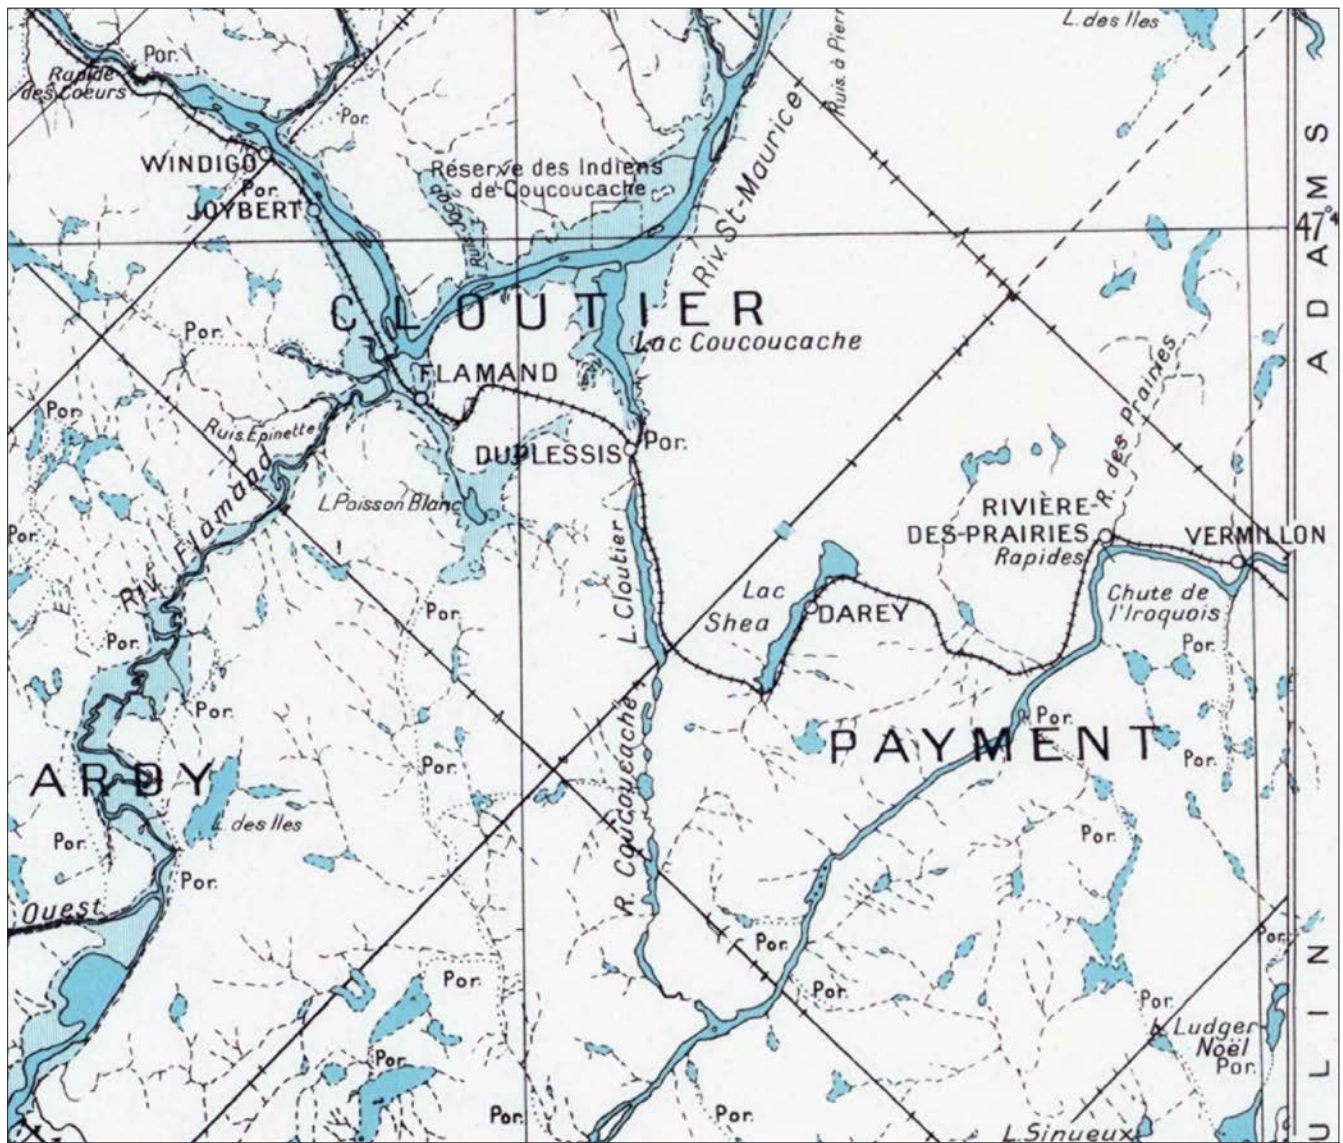 L. des Iles
Por.
Rapide
des Coeurs
Ruis. à Pier
Por.
WINDIGO
Por.
JOYBERT
Réserve des Indiens
de Coucoucache
Ruis. Cocao
Riv. St-Maurice
47°
ADAMS
CLOUTIER
Por.
Lac Coucoucache
FLAMAND
Por.
Ruis. Epinette
DUPLESSIS
Por.
R. des Prairies
Riv. Flamand
L. Poisson Blanc
Por.
RIVIÈRE-
DES-PRAIRIES
Rapides
VERMILLON
L. Cloutier
Lac
Shea
DAREY
Chute de
l'Iroquois
Por.
Por.
Por.
Por.
R. Coucoucache
Por.
PAYMENT
Por.
Por.
ARDY
L. des Iles
Por.
Por.
Por.
Ouest
Por.
Por.
Por.
Por.
Por.
L. Ludger
Noël
Por.
Por.
Por.
Por.
L. Sinueux
ULIN